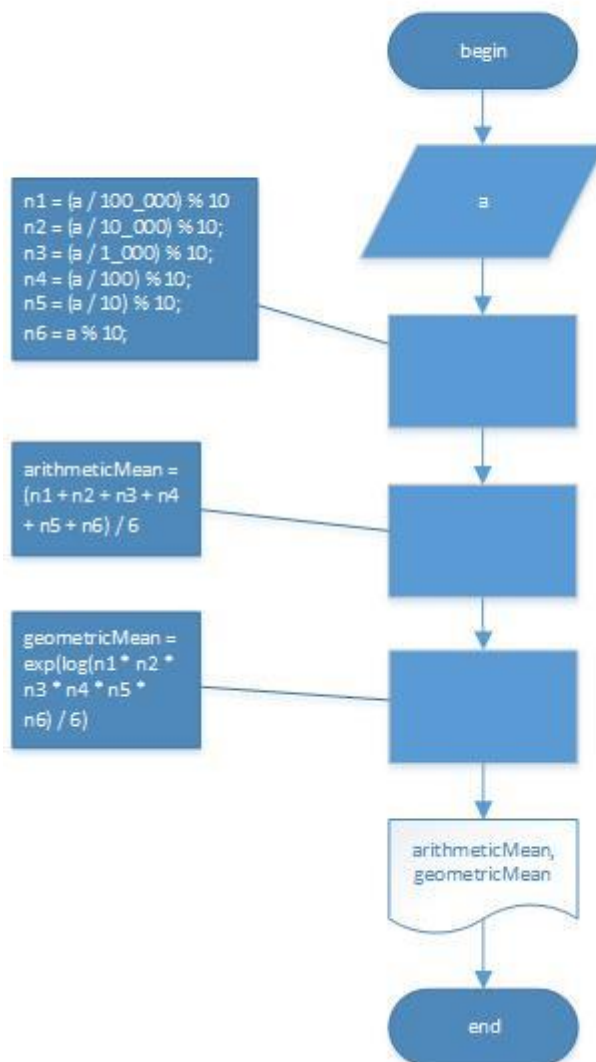 begin
a
n1 = (a / 100_000) % 10
n2 = (a / 10_000) % 10;
n3 = (a / 1_000) % 10;
n4 = (a / 100) % 10;
n5 = (a / 10) % 10;
n6 = a % 10;
arithmeticMean =
(n1 + n2 + n3 + n4
+ n5 + n6) / 6
geometricMean =
exp(log(n1 * n2 *
n3 * n4 * n5 *
n6) / 6)
arithmeticMean,
geometricMean
end